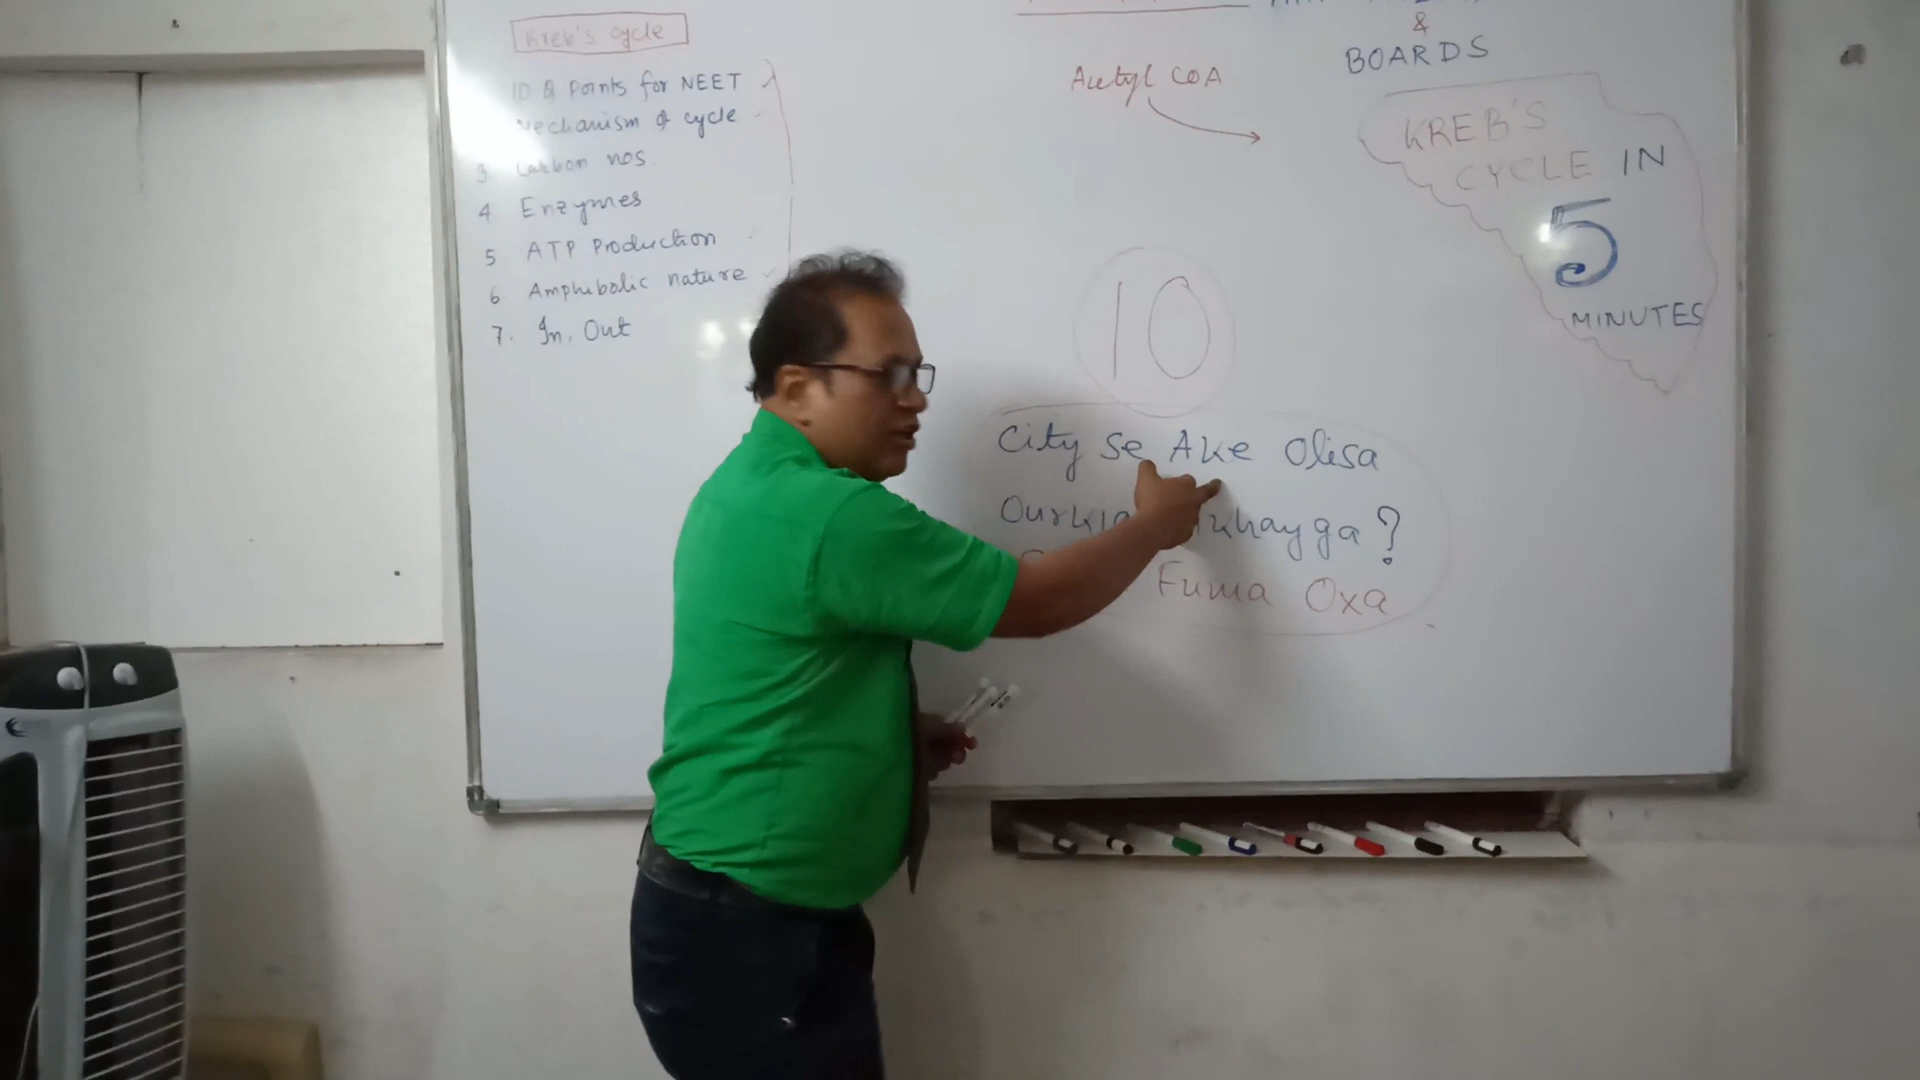 Kreb's cycle
10 Points for NEET
Mechanism of cycle
3 Carbon nos.
4 Enzymes
5 ATP Production
6 Amphibolic nature
7. In, Out
&
BOARDS
Acetyl COA
KREB'S
CYCLE IN
5
MINUTES
10
City se Ake Olisa
khayga?
Fuma Oxa